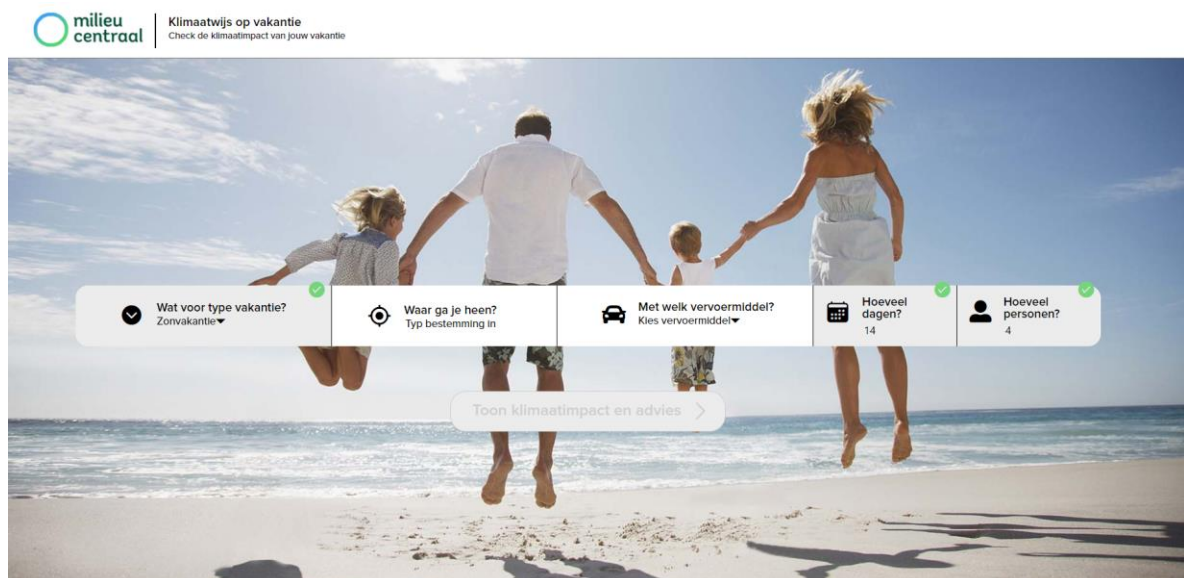 milieu
centraal
Klimaatwijs op vakantie
Check de klimaatimpact van jouw vakantie
Wat voor type vakantie?
Zonvakantie
Waar ga je heen?
Typ bestemming in
Met welk vervoermiddel?
Kies vervoermiddel
Hoeveel
dagen?
14
Hoeveel
personen?
4
Toon klimaatimpact en advies